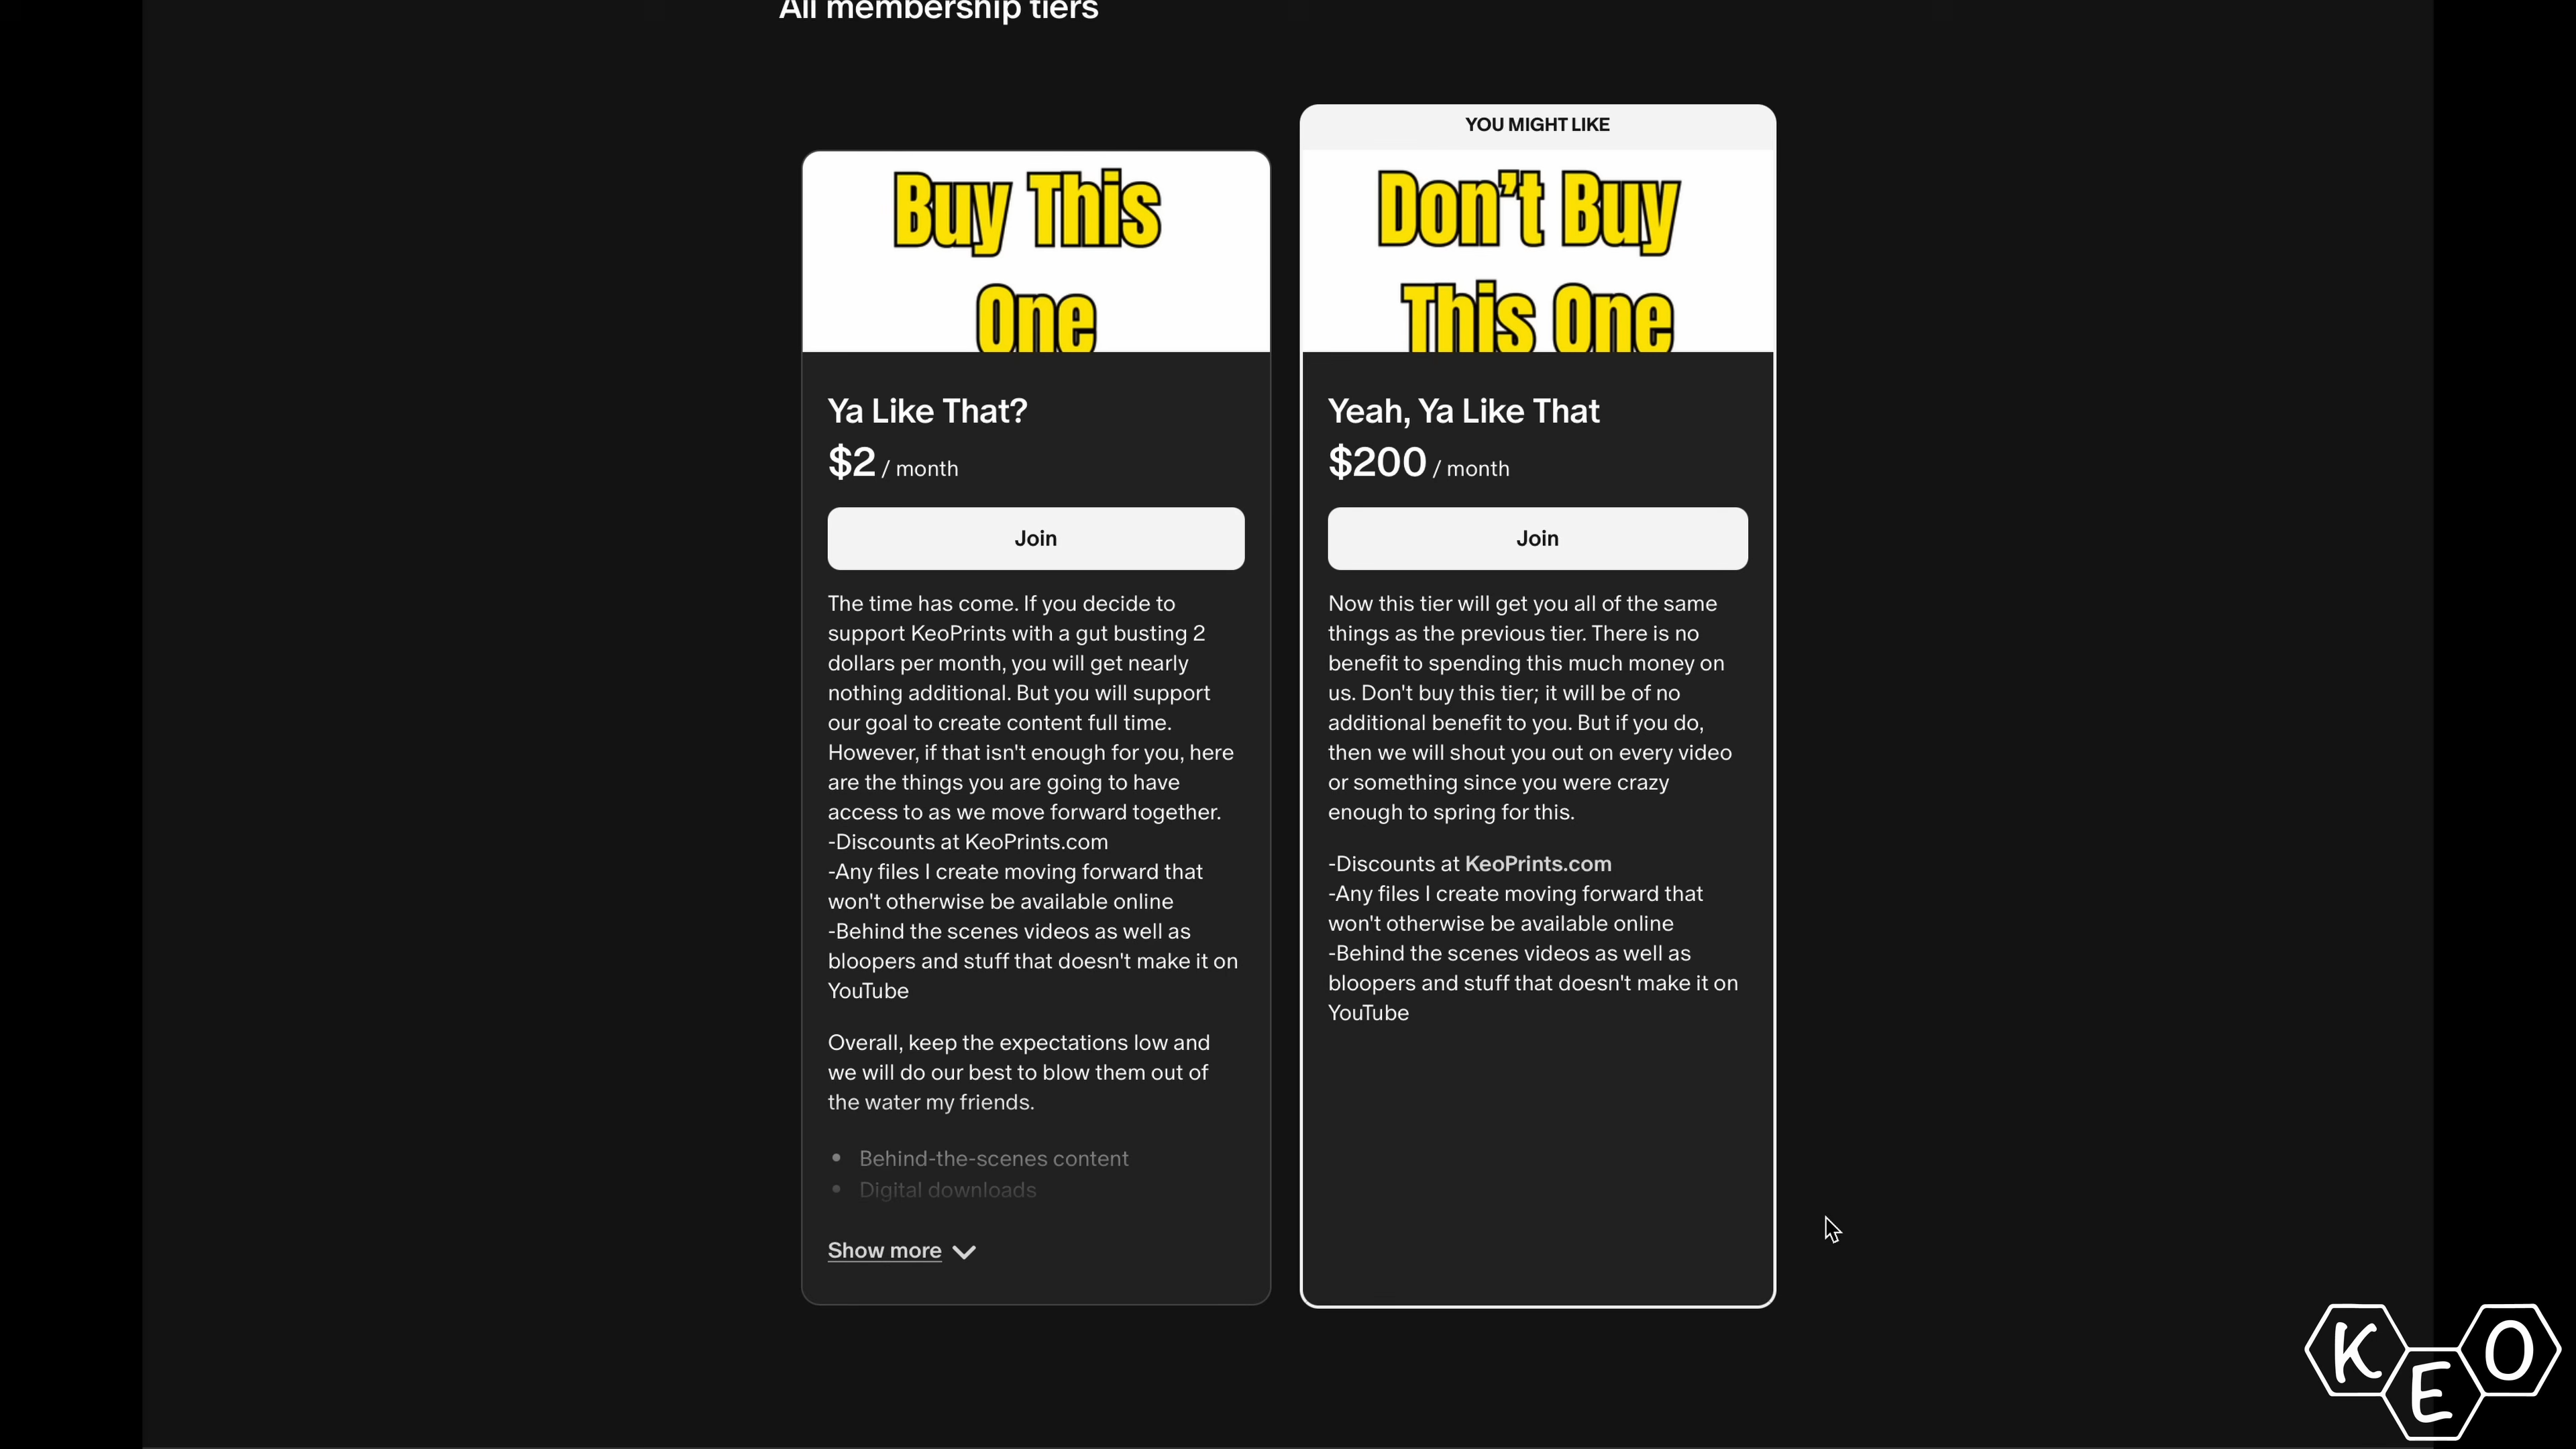 All membership tiers
Buy This
One
Ya Like That?
$2 / month
Join
The time has come. If you decide to
support KeoPrints with a gut busting 2
dollars per month, you will get nearly
nothing additional. But you will support
our goal to create content full time.
However, if that isn't enough for you, here
are the things you are going to have
access to as we move forward together.
-Discounts at KeoPrints.com
-Any files I create moving forward that
won't otherwise be available online
-Behind the scenes videos as well as
bloopers and stuff that doesn't make it on
YouTube
Overall, keep the expectations low and
we will do our best to blow them out of
the water my friends.
• Behind-the-scenes content
• Digital downloads
Show more
YOU MIGHT LIKE
Don't Buy
This One
Yeah, Ya Like That
$200 / month
Join
Now this tier will get you all of the same
things as the previous tier. There is no
benefit to spending this much money on
us. Don't buy this tier; it will be of no
additional benefit to you. But if you do,
then we will shout you out on every video
or something since you were crazy
enough to spring for this.
-Discounts at KeoPrints.com
-Any files I create moving forward that
won't otherwise be available online
-Behind the scenes videos as well as
bloopers and stuff that doesn't make it on
YouTube
KEO